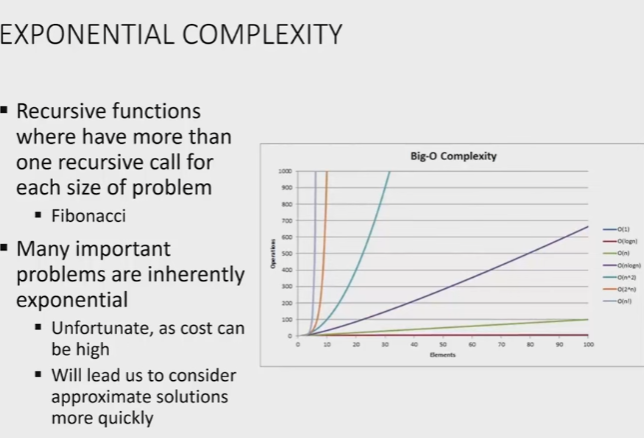 EXPONENTIAL COMPLEXITY
▪ Recursive functions
where have more than
one recursive call for
each size of problem
▪ Fibonacci
▪ Many important
problems are inherently
exponential
▪ Unfortunate, as cost can
be high
▪ Will lead us to consider
approximate solutions
more quickly
Big-O Complexity
Operations
1000
900
800
700
600
500
400
300
200
100
0
0 10 20 30 40 50 60 70 80 90 100
Elements
O(1)
O(logn)
O(n)
O(nlogn)
O(n^2)
O(2^n)
O(n!)